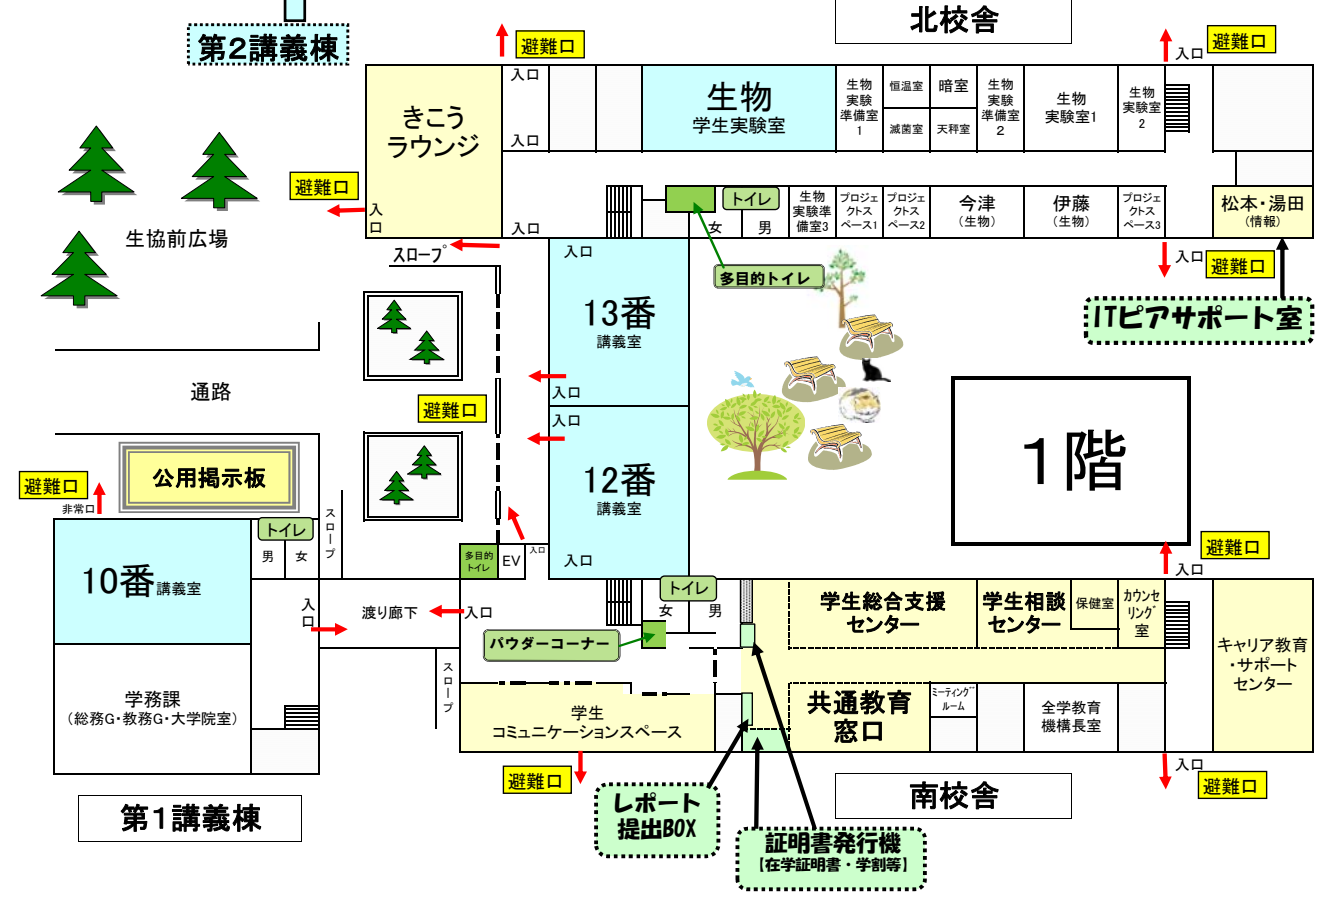 北校舎
第2講義棟
避難口
避難口
入口
入口
きこう
ラウンジ
入口
生物
学生実験室
生物
実験
準備室
1
恒温室
滅菌室
暗室
天秤室
生物
実験
準備室
2
生物
実験室1
生物
実験室
2
避難口
入口
入口
生協前広場
トイレ
女
男
生物
実験準
備室3
プロジェ
クトス
ペース1
プロジェ
クトス
ペース2
今津
(生物)
伊藤
(生物)
プロジェ
クトス
ペース3
松本・湯田
(情報)
スロープ
入口
避難口
多目的トイレ
ITピアサポート室
13番
講義室
入口
通路
避難口
入口
12番
講義室
入口
1階
公用掲示板
避難口
非常口
トイレ
男
女
スロープ
10番講義室
多目的
トイレ
EV
入口
避難口
入口
入口
渡り廊下
入口
トイレ
女
男
パウダーコーナー
学生総合支援
センター
学生相談
センター
保健室
カウンセ
リング
室
キャリア教育
・サポート
センター
学務課
(総務G・教務G・大学院室)
スロープ
学生
コミュニケーションスペース
共通教育
窓口
ミーティング
ルーム
全学教育
機構長室
避難口
入口
避難口
第1講義棟
レポート
提出BOX
南校舎
証明書発行機
【在学証明書・学割等】